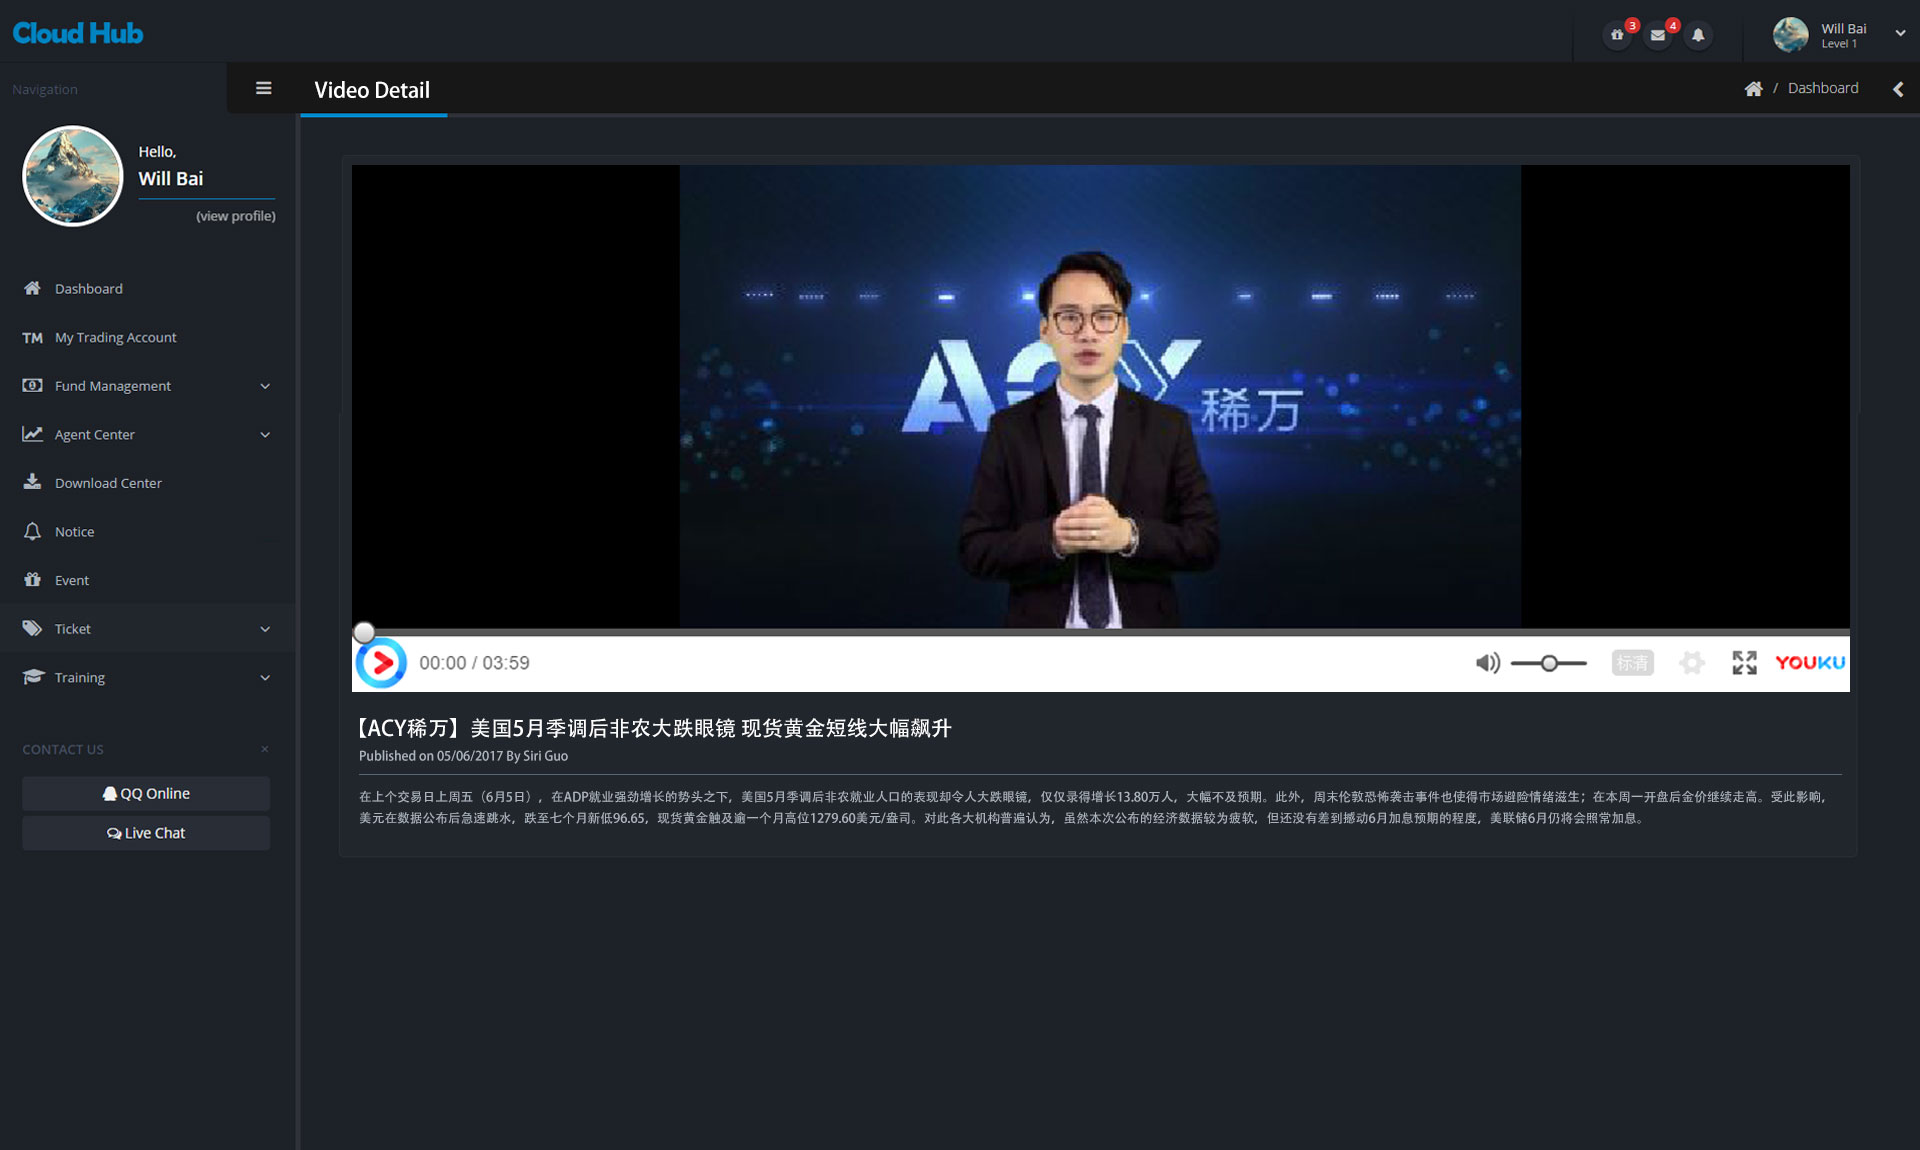 Cloud Hub
3
4
Will Bai
Level 1
Navigation
Video Detail
/ Dashboard
Hello,
Will Bai
(view profile)
Dashboard
TM My Trading Account
Fund Management
Agent Center
Download Center
Notice
Event
Ticket
Training
CONTACT US ×
QQ Online
Live Chat
ACY 稀万
00:00 / 03:59
标清
YOUKU
【ACY稀万】美国5月季调后非农大跌眼镜 现货黄金短线大幅飙升
Published on 05/06/2017 By Siri Guo
在上个交易日上周五（6月5日），在ADP就业强劲增长的势头之下，美国5月季调后非农就业人口的表现却令人大跌眼镜，仅仅录得增长13.80万人，大幅不及预期。此外，周末伦敦恐怖袭击事件也使得市场避险情绪滋生；在本周一开盘后金价继续走高。受此影响，
美元在数据公布后急速跳水，跌至七个月新低96.65，现货黄金触及逾一个月高位1279.60美元/盎司。对此各大机构普遍认为，虽然本次公布的经济数据较为疲软，但还没有差到撼动6月加息预期的程度，美联储6月仍将会照常加息。